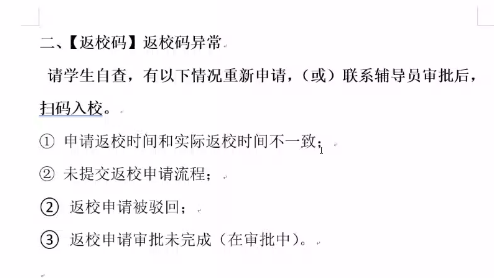 二、【返校码】返校码异常
请学生自查，有以下情况重新申请，（或）联系辅导员审批后，
扫码入校。
① 申请返校时间和实际返校时间不一致；
② 未提交返校申请流程；
② 返校申请被驳回；
③ 返校申请审批未完成（在审批中）。